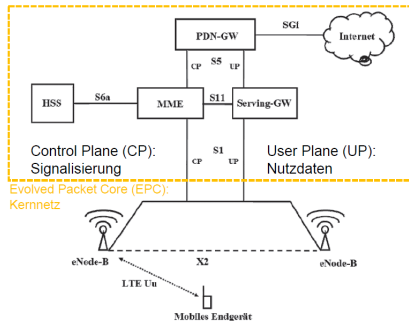 PDN-GW
SGi
Internet
CP
S5
UP
HSS
S6a
MME
S11
Serving-GW
Control Plane (CP):
Signalisierung
S1
CP
UP
User Plane (UP):
Nutzdaten
Evolved Packet Core (EPC):
Kernnetz
eNode-B
X2
eNode-B
LTE Uu
Mobiles Endgerät